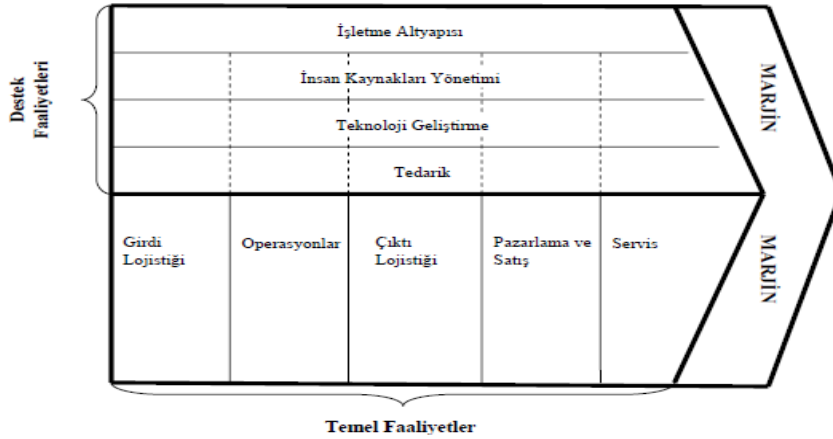 İşletme Altyapısı
İnsan Kaynakları Yönetimi
Teknoloji Geliştirme
Tedarik
Destek
Faaliyetleri
MARJİN
Girdi
Lojistiği
Operasyonlar
Çıktı
Lojistiği
Pazarlama ve
Satış
Servis
MARJİN
Temel Faaliyetler